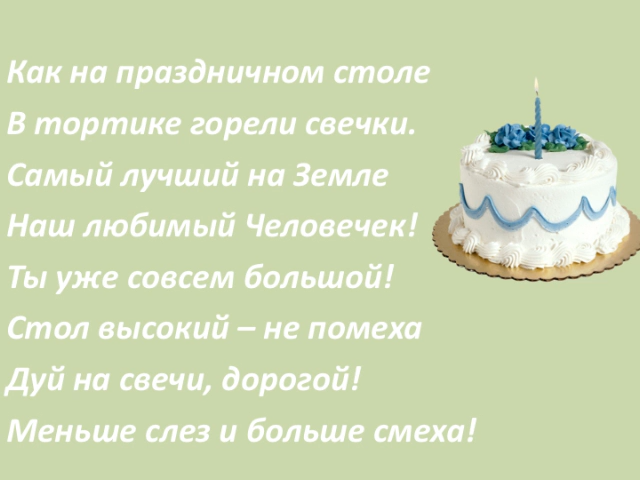 Как на праздничном столе
В тортике горели свечки.
Самый лучший на Земле
Наш любимый Человечек!
Ты уже совсем большой!
Стол высокий – не помеха
Дуй на свечи, дорогой!
Меньше слез и больше смеха!